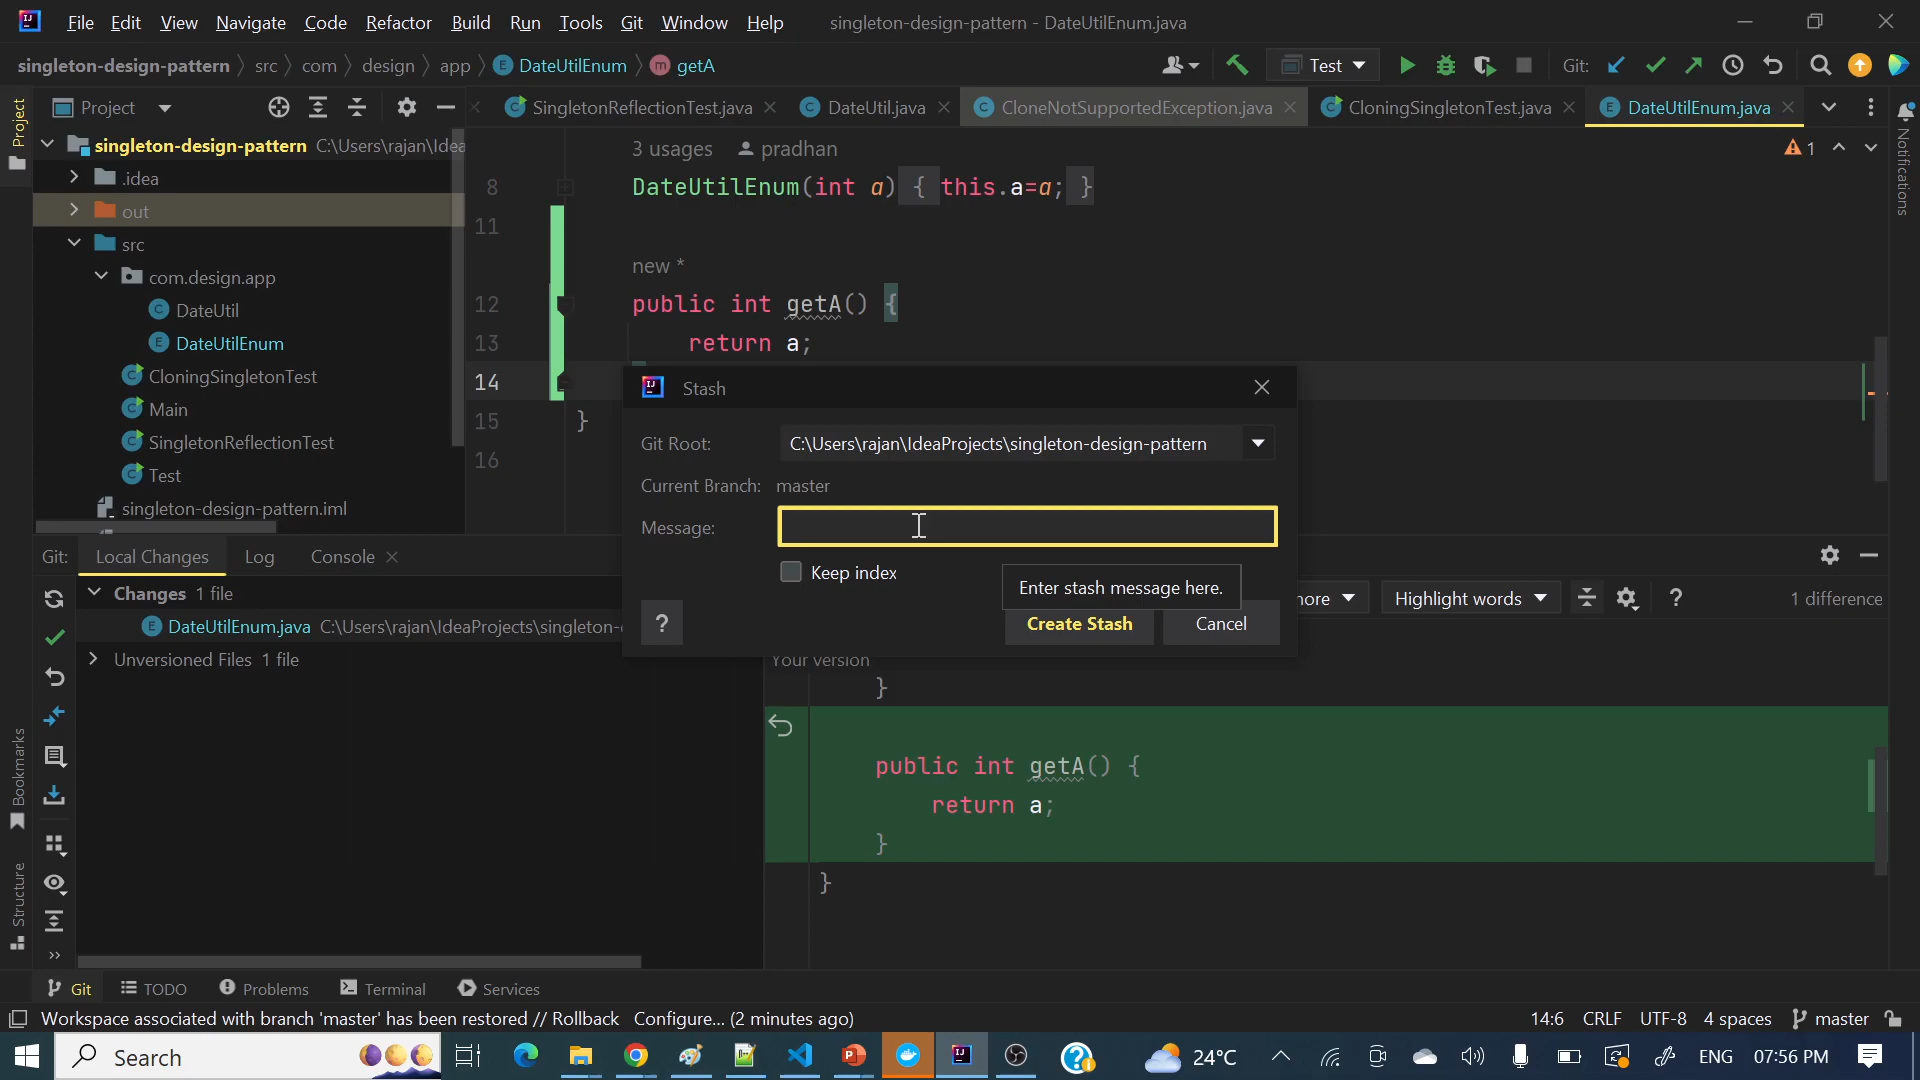 File Edit View Navigate Code Refactor Build Run Tools Git Window Help singleton-design-pattern - DateUtilEnum.java
singleton-design-pattern src com design app DateUtilEnum getA Test Git:
Project SingletonReflectionTest.java DateUtil.java CloneNotSupportedException.java CloningSingletonTest.java DateUtilEnum.java
Project
Notifications
singleton-design-pattern C:\Users\rajan\Idea
.idea
out
src
com.design.app
DateUtil
DateUtilEnum
CloningSingletonTest
Main
SingletonReflectionTest
Test
singleton-design-pattern.iml
3 usages pradhan
1
8 DateUtilEnum(int a) { this.a=a; }
11
new *
12 public int getA() {
13 return a;
14
15 }
16
Stash
Git Root: C:\Users\rajan\IdeaProjects\singleton-design-pattern
Current Branch: master
Message:
Keep index
Enter stash message here.
? Create Stash Cancel
Git: Local Changes Log Console
Changes 1 file
DateUtilEnum.java C:\Users\rajan\IdeaProjects\singleton-
Unversioned Files 1 file
Highlight words ? 1 difference
Your version
}
public int getA() {
return a;
}
}
Bookmarks
Structure
Git TODO Problems Terminal Services
Workspace associated with branch 'master' has been restored // Rollback Configure... (2 minutes ago) 14:6 CRLF UTF-8 4 spaces master
Search 24°C ENG 07:56 PM